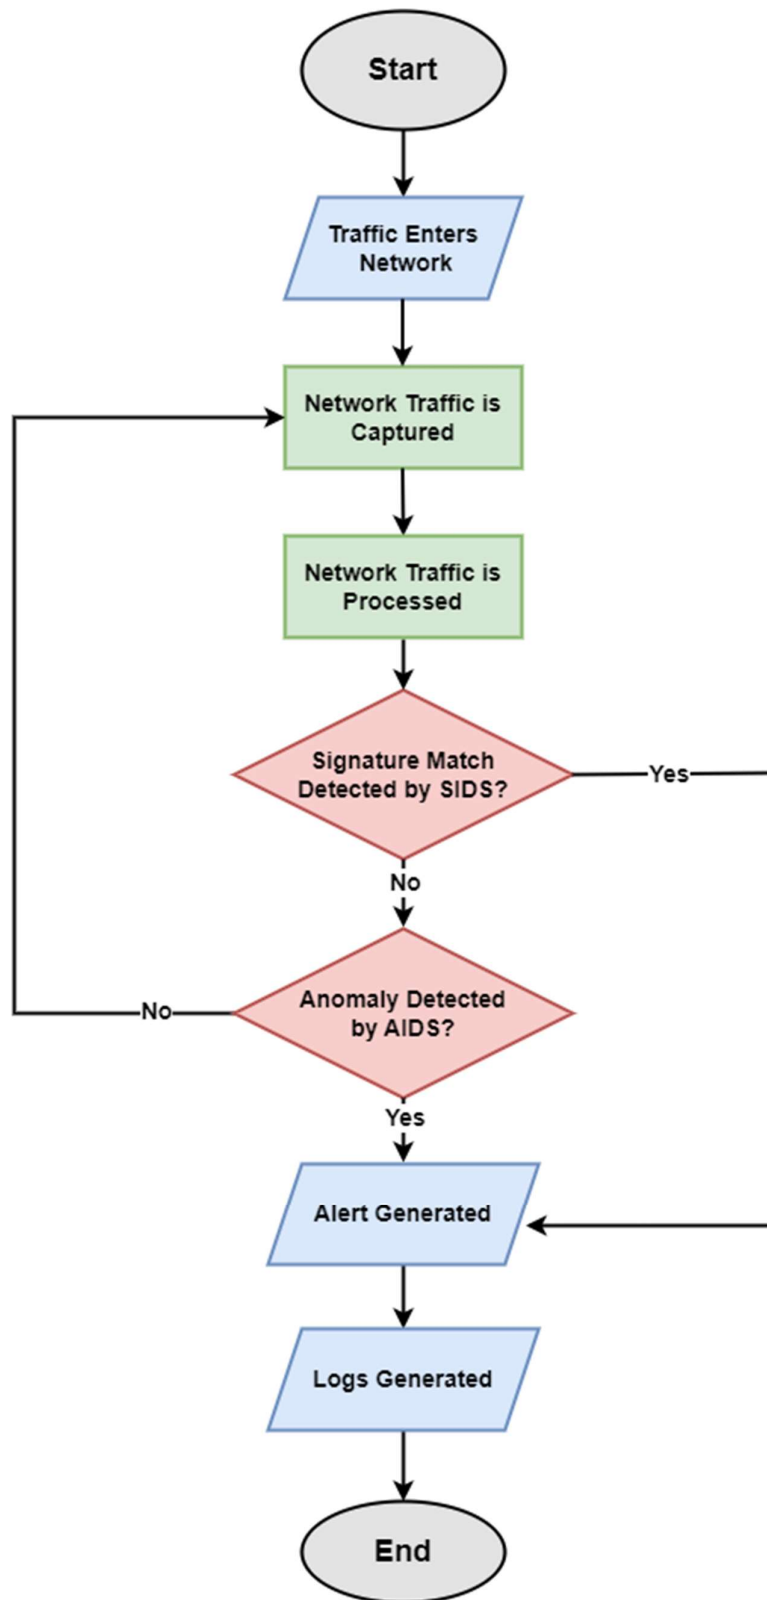 Start
Traffic Enters
Network
Network Traffic is
Captured
Network Traffic is
Processed
Signature Match
Detected by SIDS?
Yes
No
Anomaly Detected
by AIDS?
No
Yes
Alert Generated
Logs Generated
End